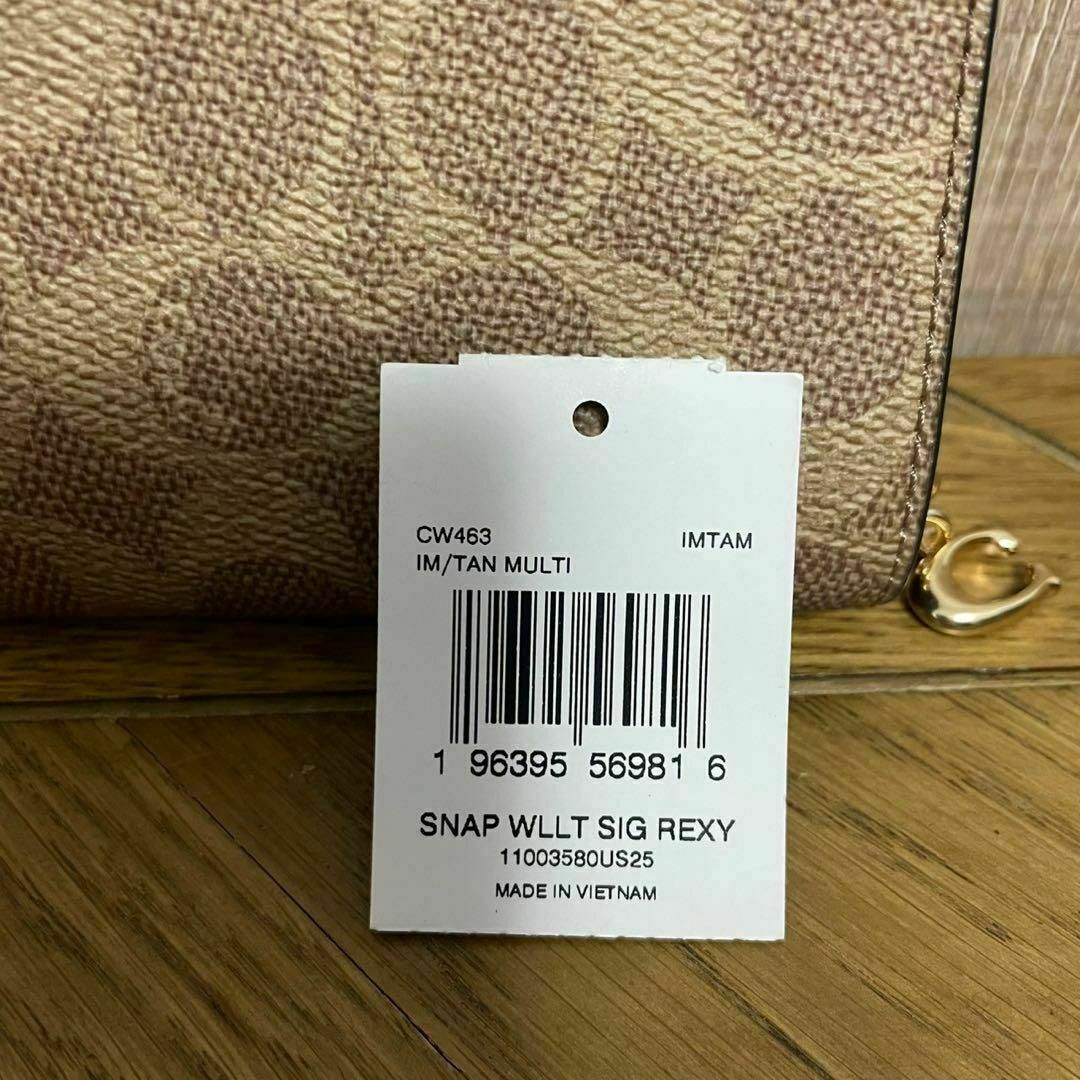 CW463 IMTAM
IM/TAN MULTI
1 96395 56981 6
SNAP WLLT SIG REXY
11003580US25
MADE IN VIETNAM